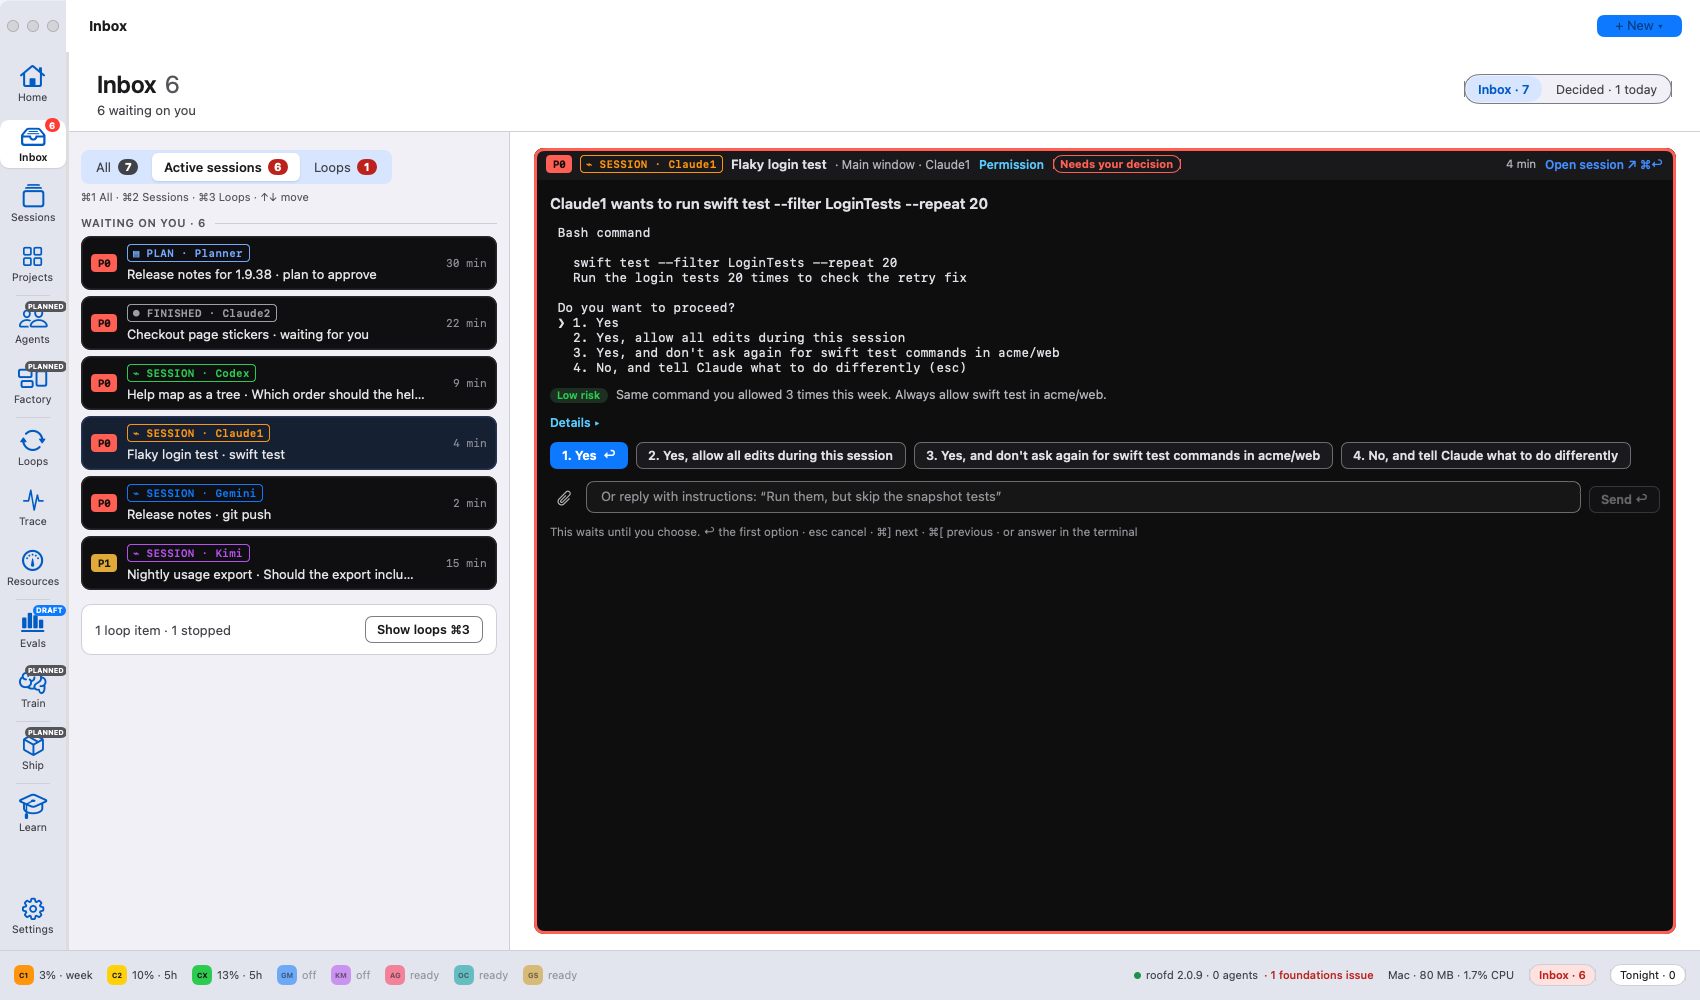 Inbox
+ New
Home
6
Inbox
Sessions
Projects
PLANNED
Agents
PLANNED
Factory
Loops
Trace
Resources
DRAFT
Evals
PLANNED
Train
PLANNED
Ship
Learn
Settings
Inbox 6
6 waiting on you
Inbox · 7
Decided · 1 today
All 7
Active sessions 6
Loops 1
⌘1 All · ⌘2 Sessions · ⌘3 Loops · ↑↓ move
WAITING ON YOU · 6
P0 PLAN · Planner
Release notes for 1.9.38 · plan to approve
30 min
P0 FINISHED · Claude2
Checkout page stickers · waiting for you
22 min
P0 SESSION · Codex
Help map as a tree · Which order should the hel...
9 min
P0 SESSION · Claude1
Flaky login test · swift test
4 min
P0 SESSION · Gemini
Release notes · git push
2 min
P1 SESSION · Kimi
Nightly usage export · Should the export inclu...
15 min
1 loop item · 1 stopped
Show loops ⌘3
P0 SESSION · Claude1 Flaky login test · Main window · Claude1 Permission Needs your decision 4 min Open session ↗ ⌘↩
Claude1 wants to run swift test --filter LoginTests --repeat 20
Bash command
swift test --filter LoginTests --repeat 20
Run the login tests 20 times to check the retry fix
Do you want to proceed?
❯ 1. Yes
2. Yes, allow all edits during this session
3. Yes, and don't ask again for swift test commands in acme/web
4. No, and tell Claude what to do differently (esc)
Low risk Same command you allowed 3 times this week. Always allow swift test in acme/web.
Details ▸
1. Yes ↩
2. Yes, allow all edits during this session
3. Yes, and don't ask again for swift test commands in acme/web
4. No, and tell Claude what to do differently
Or reply with instructions: “Run them, but skip the snapshot tests”
Send ↩
This waits until you choose. ↩ the first option · esc cancel · ⌘] next · ⌘[ previous · or answer in the terminal
C1 3% · week
C2 10% · 5h
CX 13% · 5h
GM off
KM off
AG ready
OC ready
GS ready
roofd 2.0.9 · 0 agents · 1 foundations issue
Mac · 80 MB · 1.7% CPU
Inbox · 6
Tonight · 0